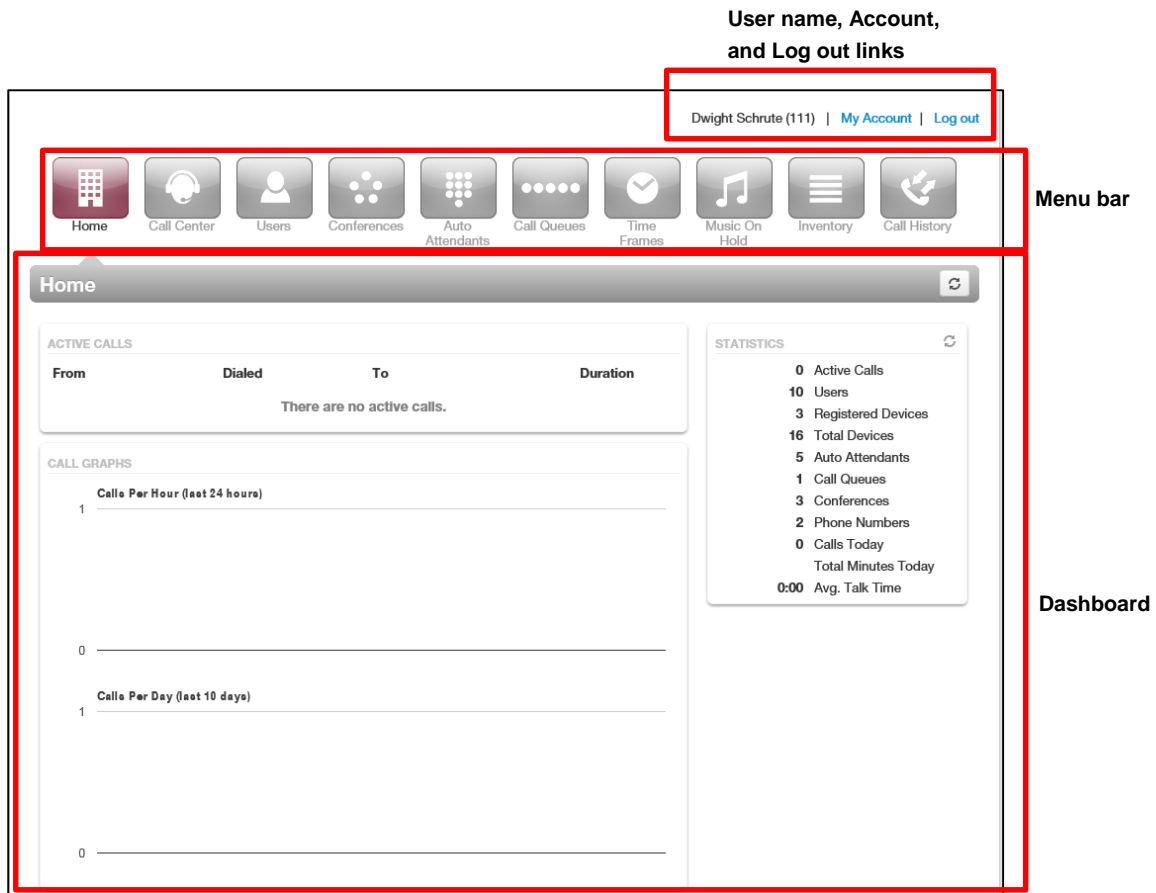 User name, Account,
and Log out links
Dwight Schrute (111) | My Account | Log out
Home
Call Center
Users
Conferences
Auto
Attendants
Call Queues
Time
Frames
Music On
Hold
Inventory
Call History
Menu bar
Home
ACTIVE CALLS
From Dialed To Duration
There are no active calls.
STATISTICS
0 Active Calls
10 Users
3 Registered Devices
16 Total Devices
5 Auto Attendants
1 Call Queues
3 Conferences
2 Phone Numbers
0 Calls Today
Total Minutes Today
0:00 Avg. Talk Time
Dashboard
CALL GRAPHS
Calls Per Hour (last 24 hours)
1
0
Calls Per Day (last 10 days)
1
0